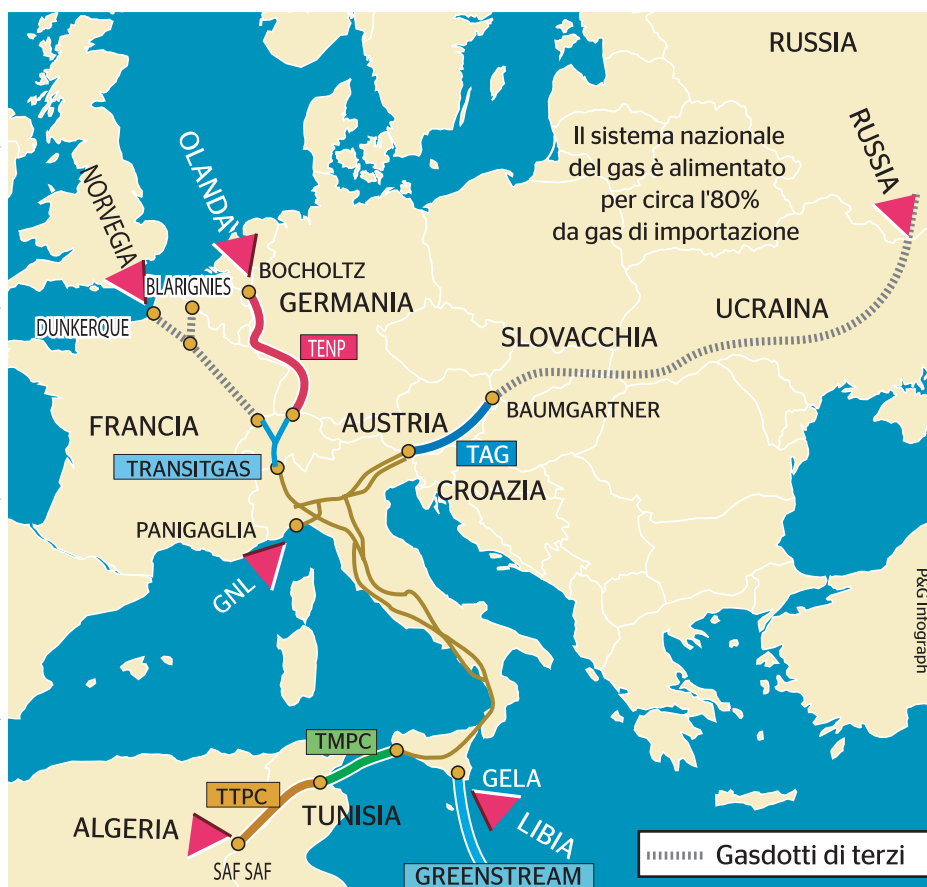 RUSSIA
Il sistema nazionale
del gas è alimentato
per circa l'80%
da gas di importazione
RUSSIA
OLANDA
NORVEGIA
BOCHOLTZ
BLARIGNIES
GERMANIA
DUNKERQUE
UCRAINA
SLOVACCHIA
TENP
BAUMGARTNER
FRANCIA
AUSTRIA
TAG
TRANSITGAS
CROAZIA
PANIGAGLIA
GNL
P&G Infograph
TMPC
GELA
TTPC
TUNISIA
ALGERIA
LIBIA
SAF SAF
GREENSTREAM
Gasdotti di terzi